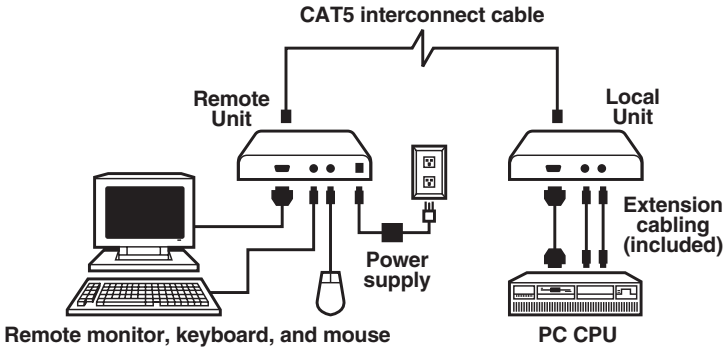 CAT5 interconnect cable
Remote
Unit
Local
Unit
Extension
cabling
(included)
Power
supply
Remote monitor, keyboard, and mouse
PC CPU